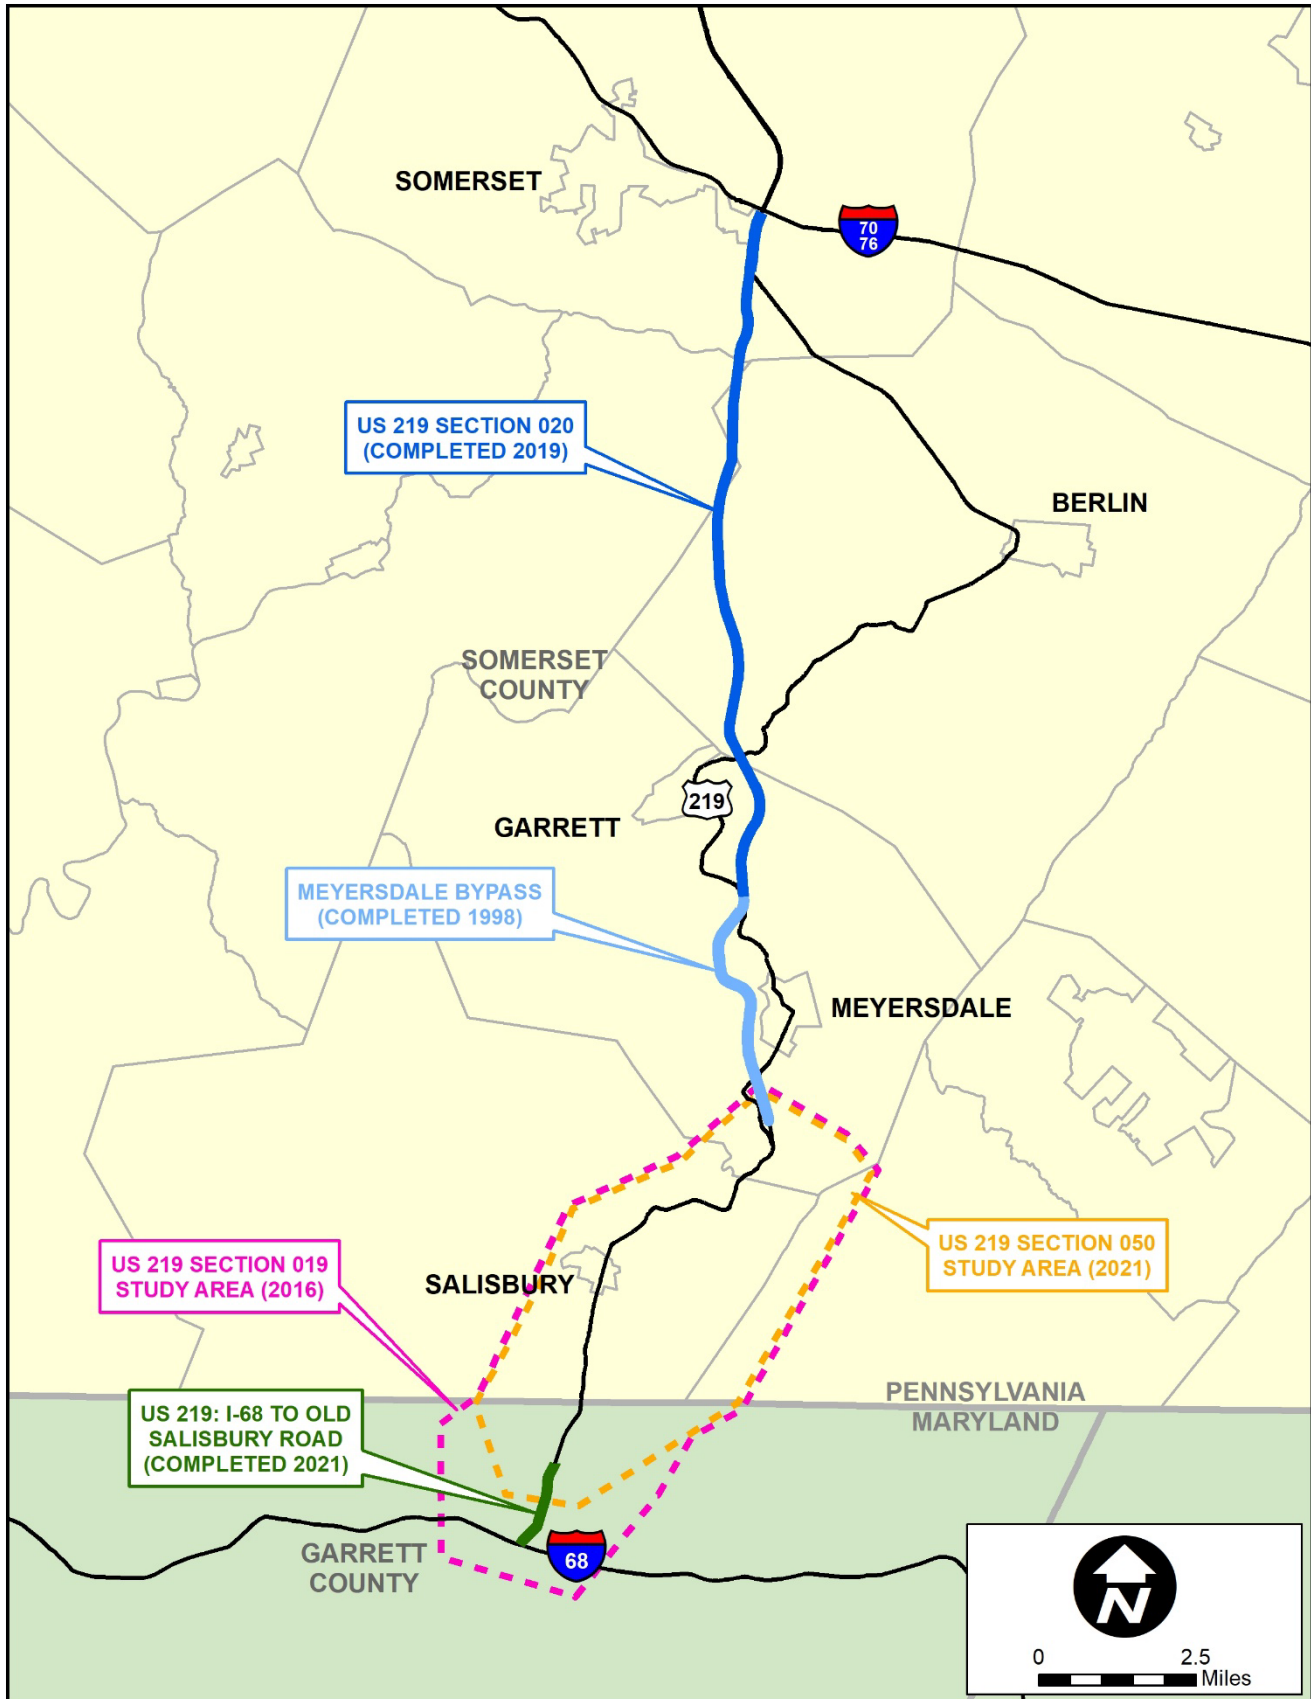 SOMERSET
70
76
US 219 SECTION 020
(COMPLETED 2019)
BERLIN
SOMERSET
COUNTY
219
GARRETT
MEYERSDALE BYPASS
(COMPLETED 1998)
MEYERSDALE
US 219 SECTION 050
STUDY AREA (2021)
US 219 SECTION 019
STUDY AREA (2016)
SALISBURY
PENNSYLVANIA
MARYLAND
US 219: I-68 TO OLD
SALISBURY ROAD
(COMPLETED 2021)
GARRETT
COUNTY
68
N
0 2.5
Miles